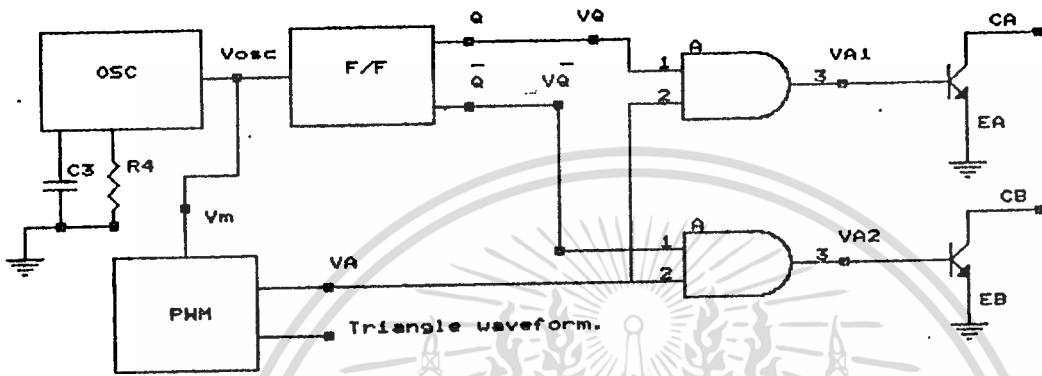 OSC
Vosc
F/F
Q
VQ
Q̅
VQ̅
A
1
2
3
VA1
CA
EA
C3
R4
Vm
PWM
VA
Triangle waveform.
A
1
2
3
VA2
CB
EB